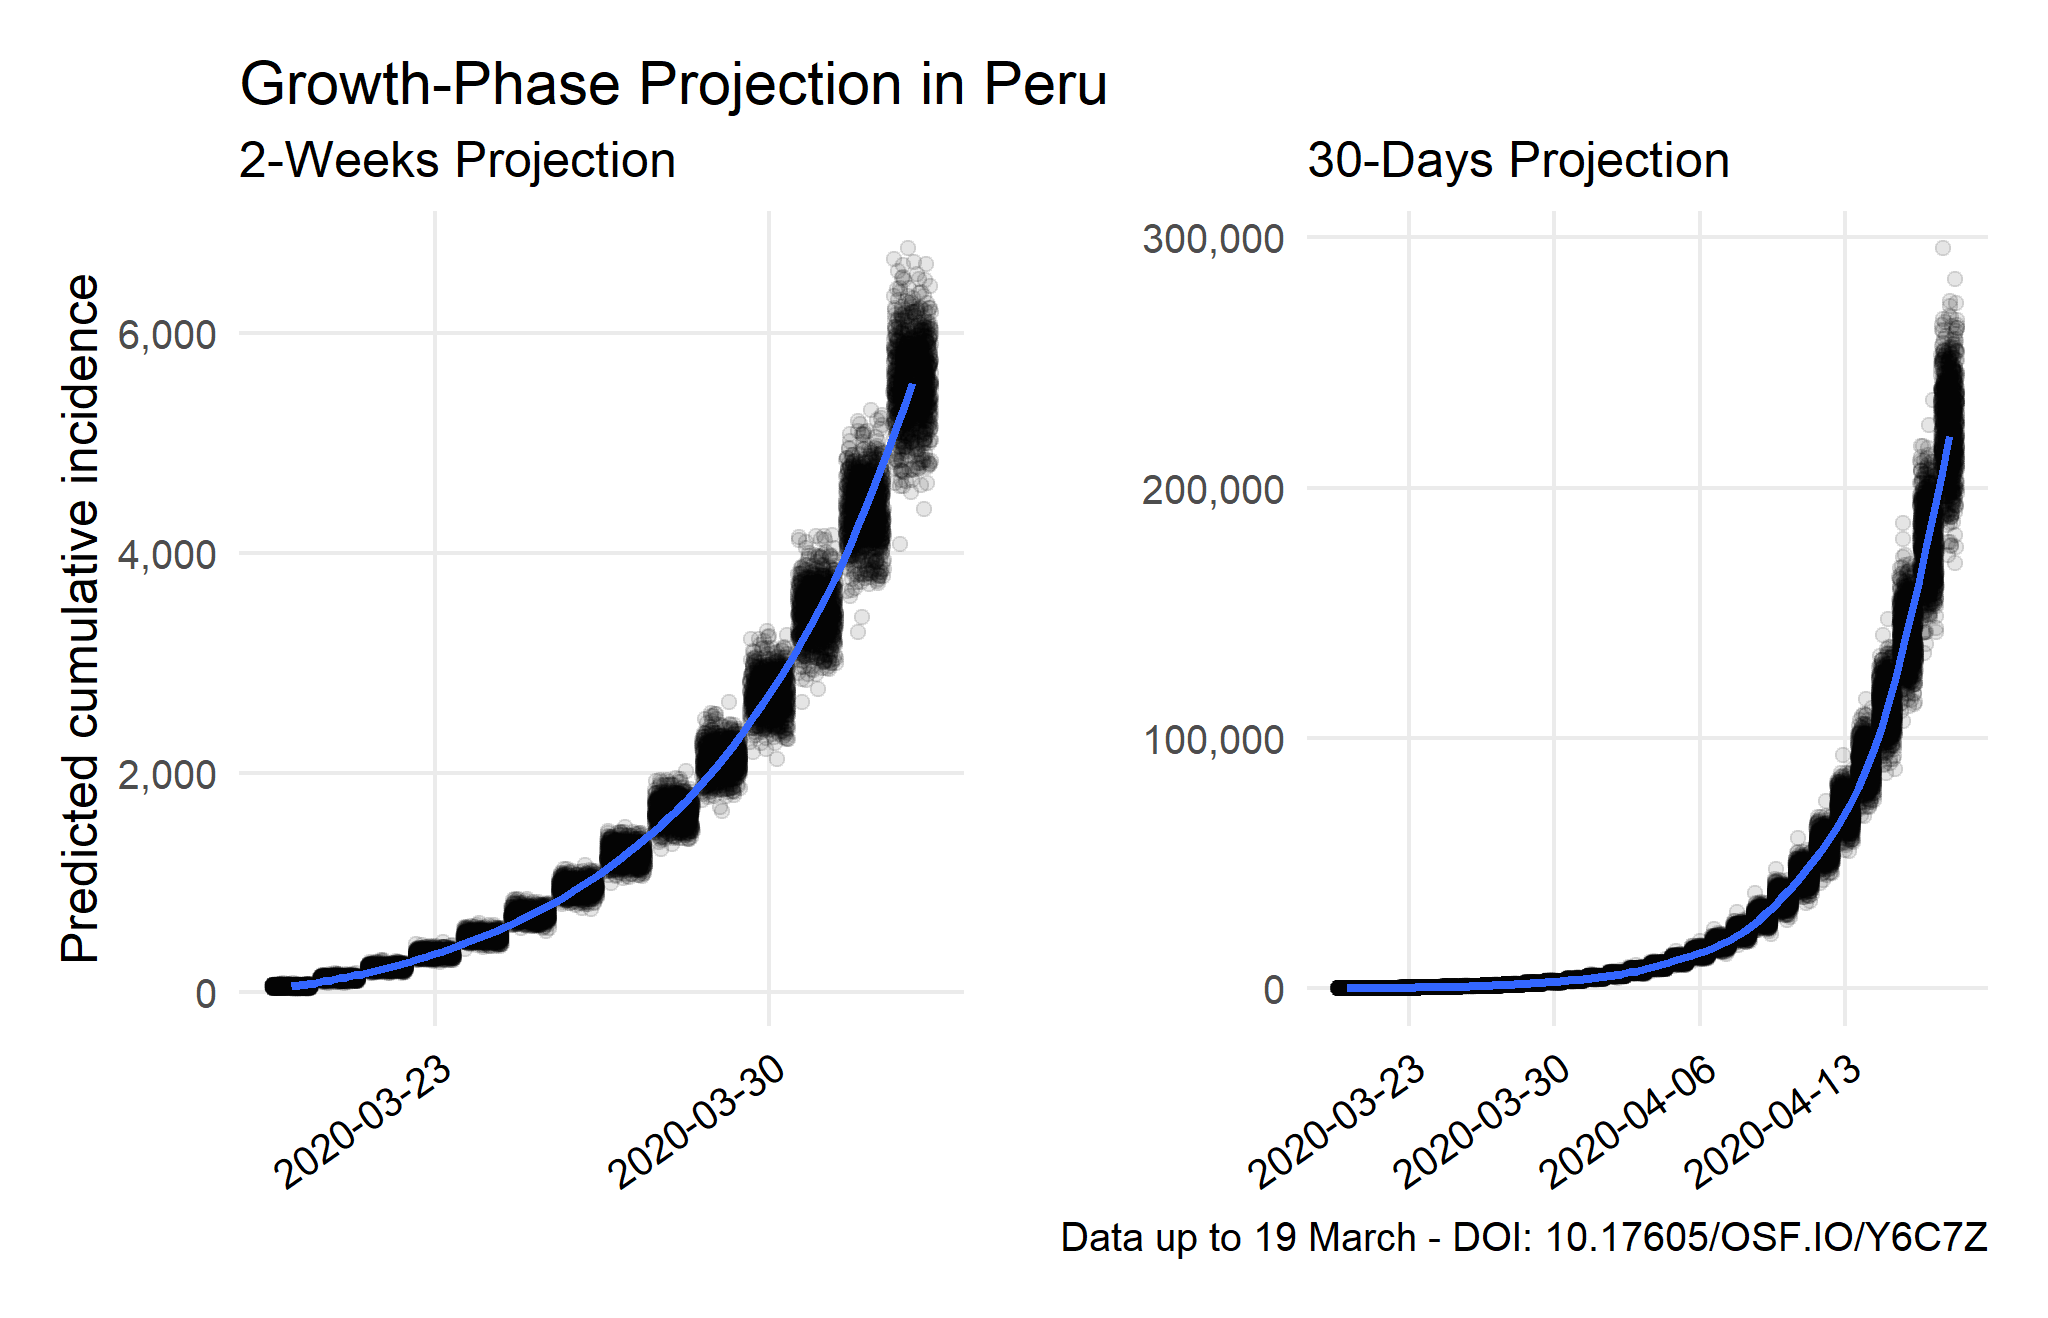 Growth-Phase Projection in Peru
2-Weeks Projection
Predicted cumulative incidence
6,000
4,000
2,000
0
2020-03-23
2020-03-30
30-Days Projection
300,000
200,000
100,000
0
2020-03-23
2020-03-30
2020-04-06
2020-04-13
Data up to 19 March - DOI: 10.17605/OSF.IO/Y6C7Z